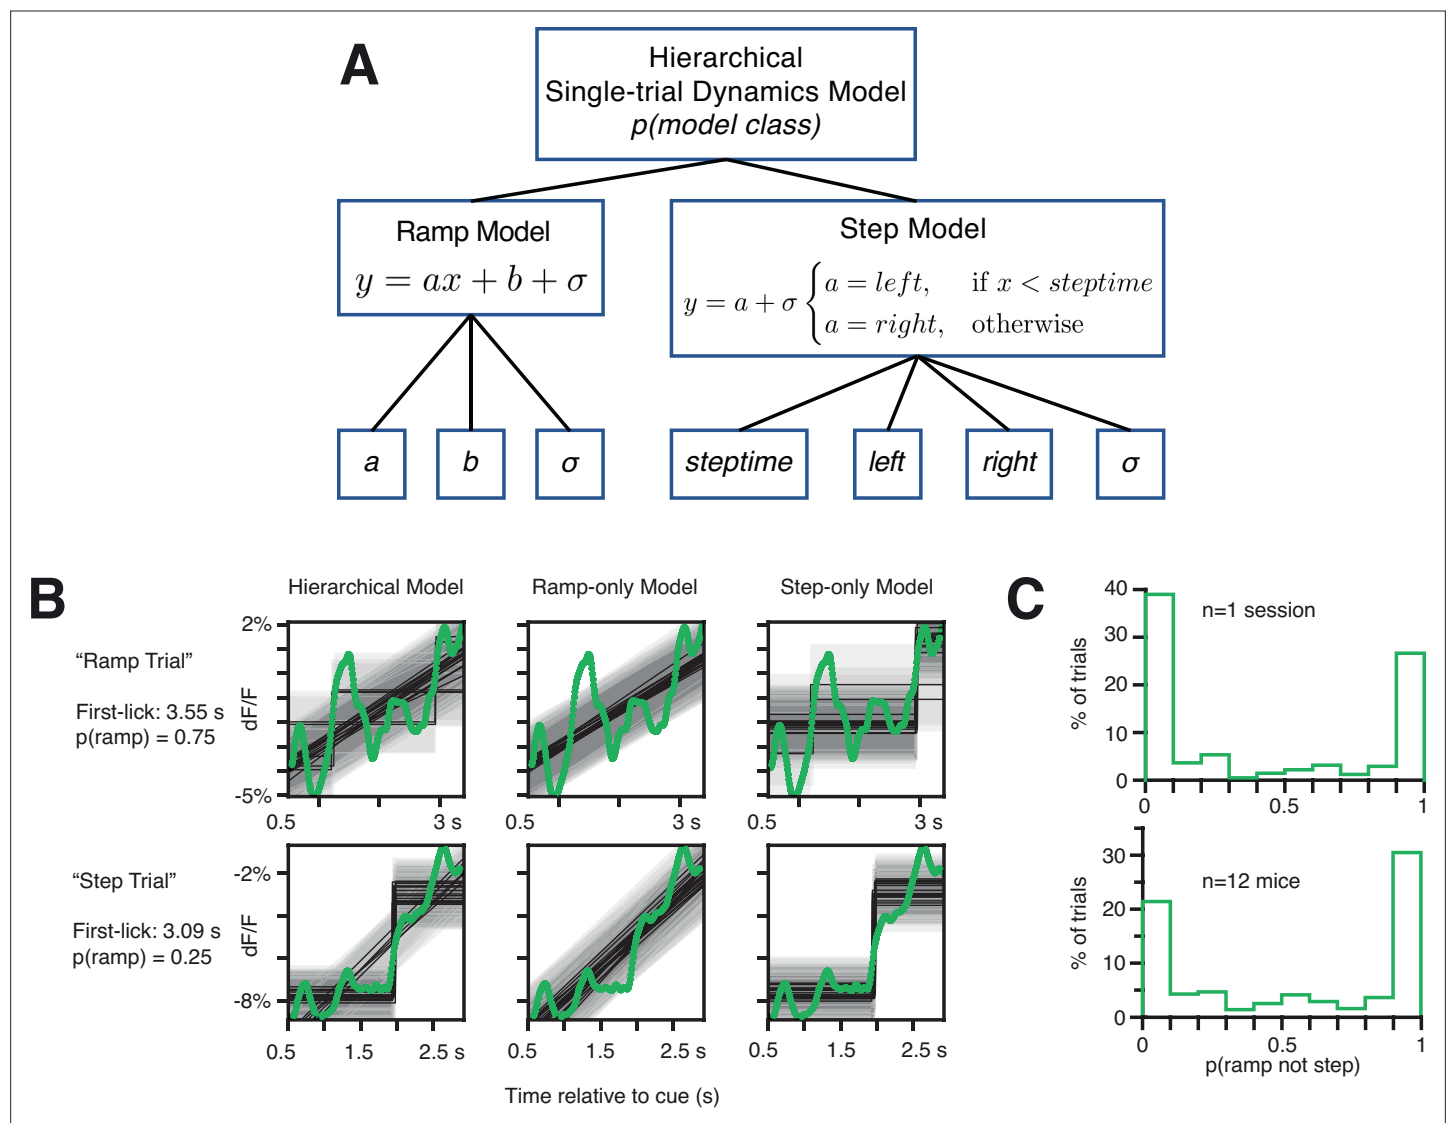 A
Hierarchical
Single-trial Dynamics Model
p(model class)
Ramp Model
y = ax + b + σ
Step Model
y = a + σ { a = left, if x < steptime
a = right, otherwise
a
b
σ
steptime
left
right
σ
B
Hierarchical Model
Ramp-only Model
Step-only Model
“Ramp Trial”
First-lick: 3.55 s
p(ramp) = 0.75
dF/F
2%
-5%
0.5 3 s
0.5 3 s
0.5 3 s
“Step Trial”
First-lick: 3.09 s
p(ramp) = 0.25
dF/F
-2%
-8%
0.5 1.5 2.5 s
0.5 1.5 2.5 s
0.5 1.5 2.5 s
Time relative to cue (s)
C
n=1 session
% of trials
40
30
20
10
0
0 0.5 1
n=12 mice
% of trials
30
20
10
0
0 0.5 1
p(ramp not step)